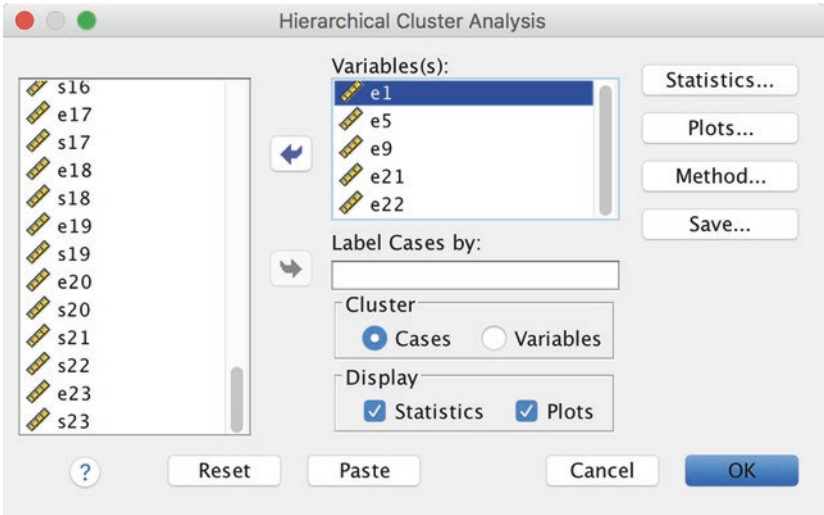 Hierarchical Cluster Analysis
s16
e17
s17
e18
s18
e19
s19
e20
s20
s21
s22
e23
s23
Variables(s):
e1
e5
e9
e21
e22
Label Cases by:
Cluster
Cases Variables
Display
Statistics Plots
Statistics...
Plots...
Method...
Save...
? Reset Paste Cancel OK